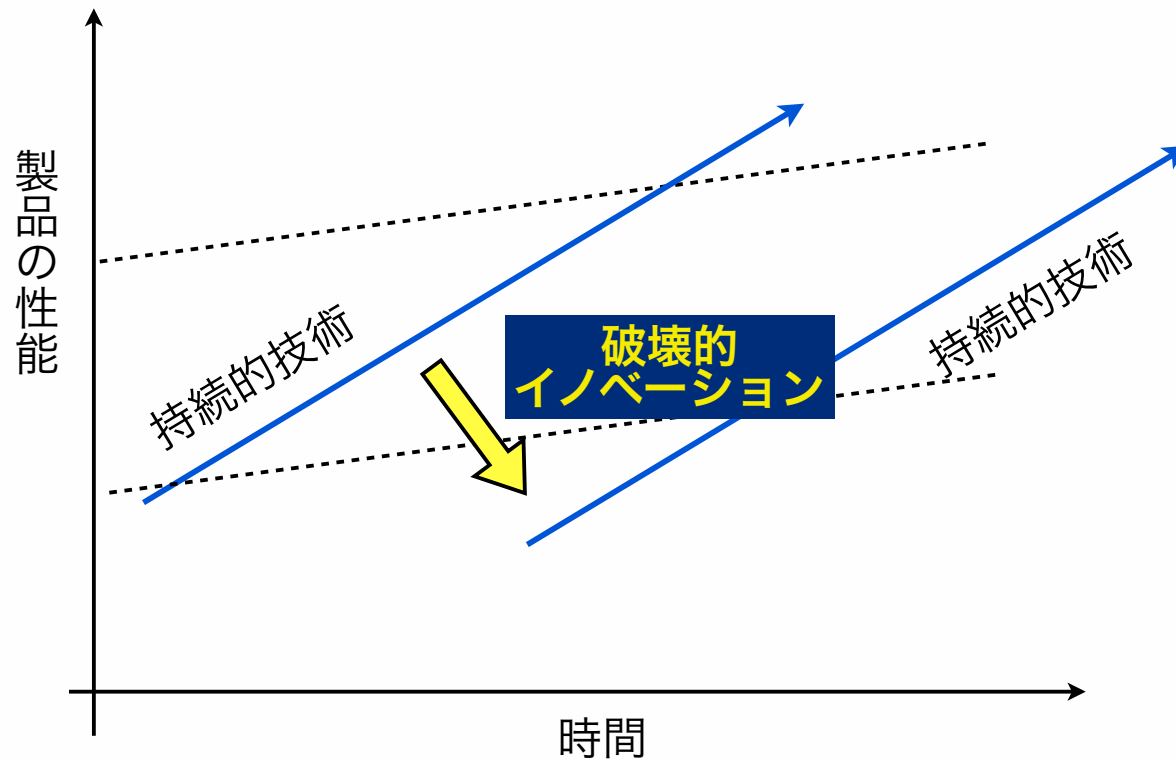 製品の性能
持続的技術
破壊的
イノベーション
持続的技術
時間